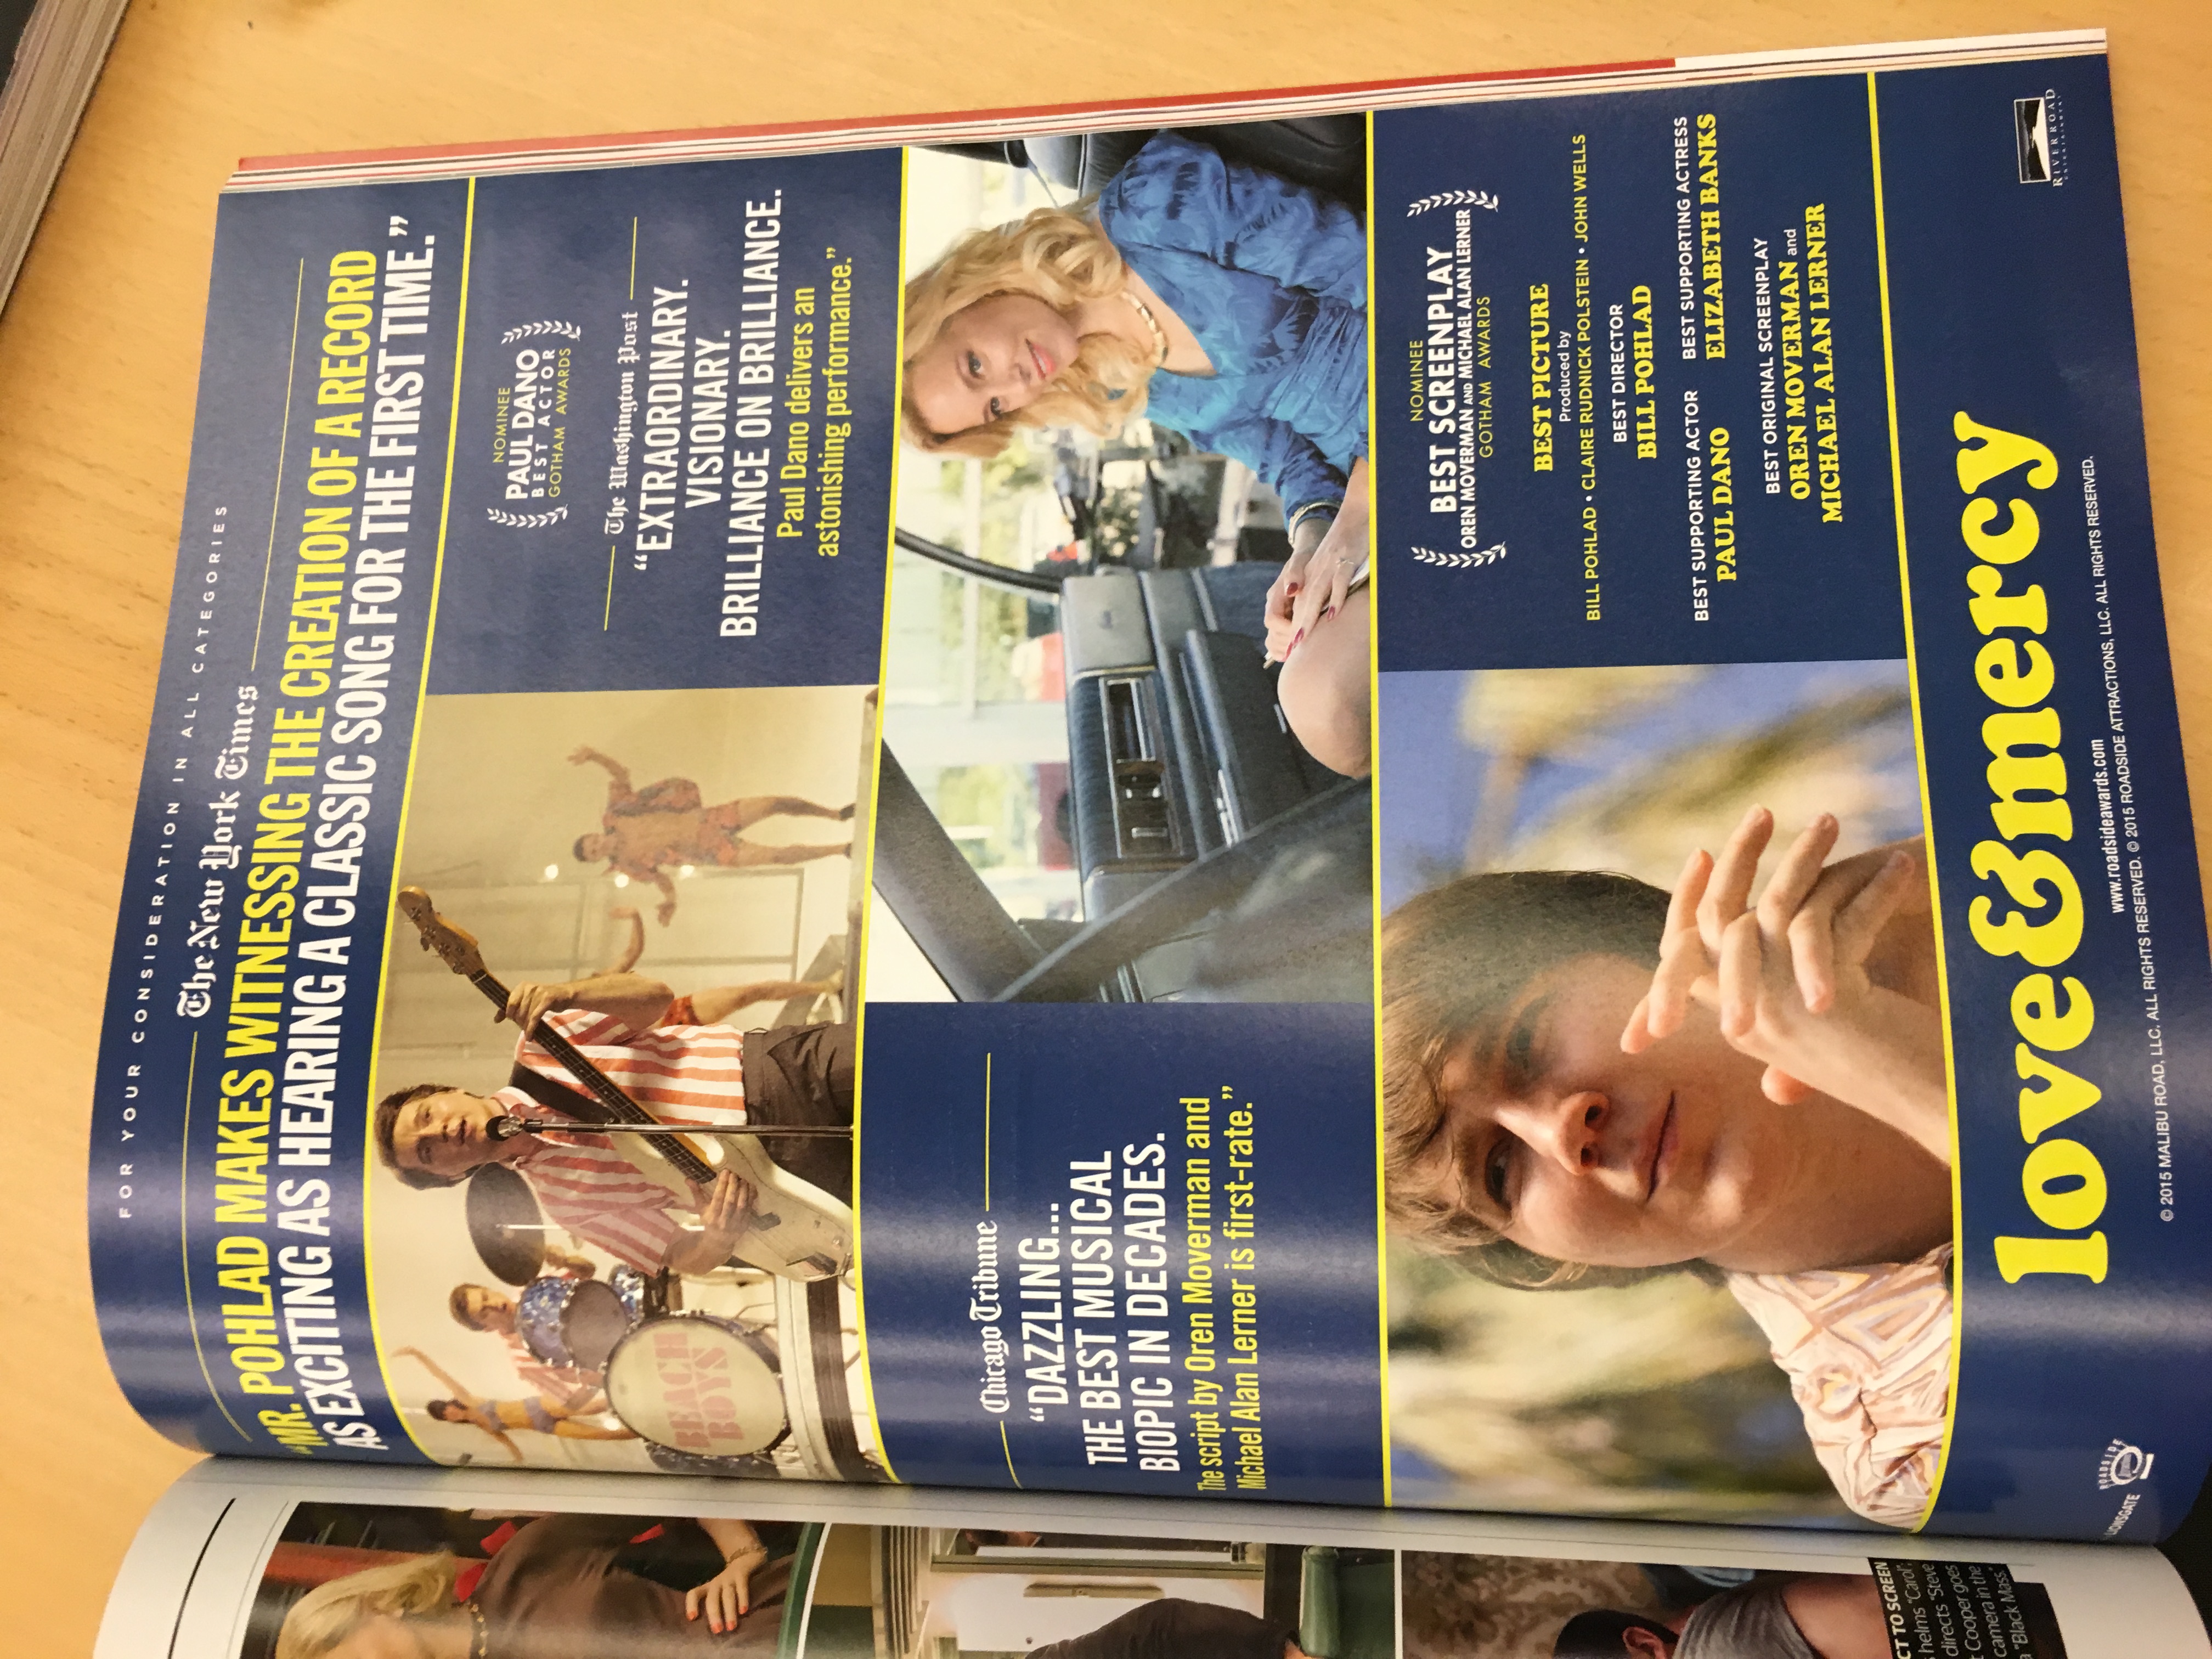 FOR YOUR CONSIDERATION IN ALL CATEGORIES
The New York Times
“MR. POHLAD MAKES WITNESSING THE CREATION OF A RECORD
AS EXCITING AS HEARING A CLASSIC SONG FOR THE FIRST TIME.”
BEACH
BOYS
NOMINEE
PAUL DANO
BEST ACTOR
GOTHAM AWARDS
The Washington Post
“EXTRAORDINARY.
VISIONARY.
BRILLIANCE ON BRILLIANCE.
Paul Dano delivers an
astonishing performance.”
Chicago Tribune
“DAZZLING...
THE BEST MUSICAL
BIOPIC IN DECADES.
The script by Oren Moverman and
Michael Alan Lerner is first-rate.”
NOMINEE
BEST SCREENPLAY
OREN MOVERMAN AND MICHAEL ALAN LERNER
GOTHAM AWARDS
BEST PICTURE
Produced by
BILL POHLAD • CLAIRE RUDNICK POLSTEIN • JOHN WELLS
BEST DIRECTOR
BILL POHLAD
BEST SUPPORTING ACTOR
PAUL DANO
BEST SUPPORTING ACTRESS
ELIZABETH BANKS
BEST ORIGINAL SCREENPLAY
OREN MOVERMAN and
MICHAEL ALAN LERNER
CT TO SCREEN
helms "Carol";
directs "Steve
t Cooper goes
camera in the
"Black Mass."
love&mercy
LIONSGATE
ROADSIDE
Attractions
www.roadsideawards.com
© 2015 MALIBU ROAD, LLC. ALL RIGHTS RESERVED. © 2015 ROADSIDE ATTRACTIONS, LLC. ALL RIGHTS RESERVED.
RIVERROAD
ENTERTAINMENT